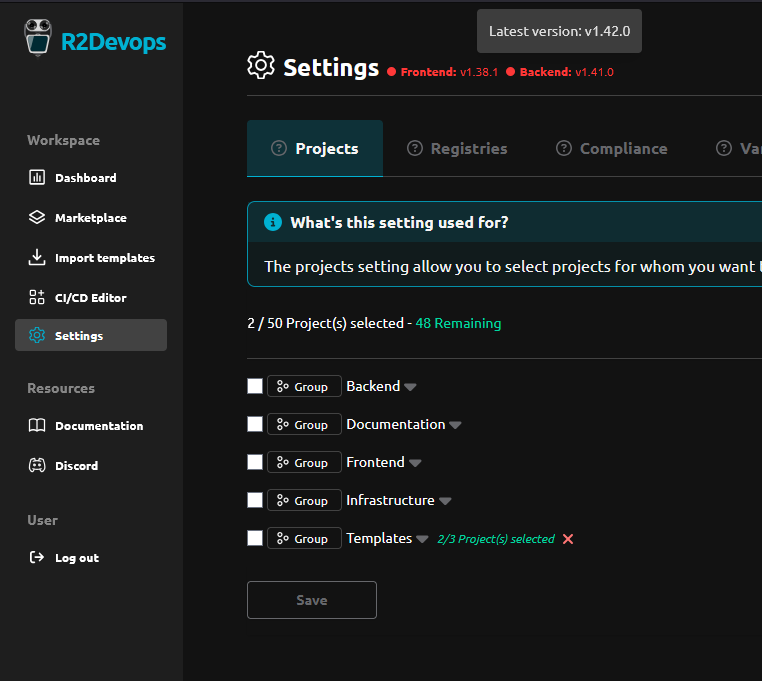 R2Devops
Latest version: v1.42.0
Settings
Frontend: v1.38.1
Backend: v1.41.0
Workspace
Dashboard
Marketplace
Import templates
CI/CD Editor
Settings
Resources
Documentation
Discord
User
Log out
Projects
Registries
Compliance
Va
What's this setting used for?
The projects setting allow you to select projects for whom you want
2 / 50 Project(s) selected - 48 Remaining
Group Backend
Group Documentation
Group Frontend
Group Infrastructure
Group Templates 2/3 Project(s) selected
Save